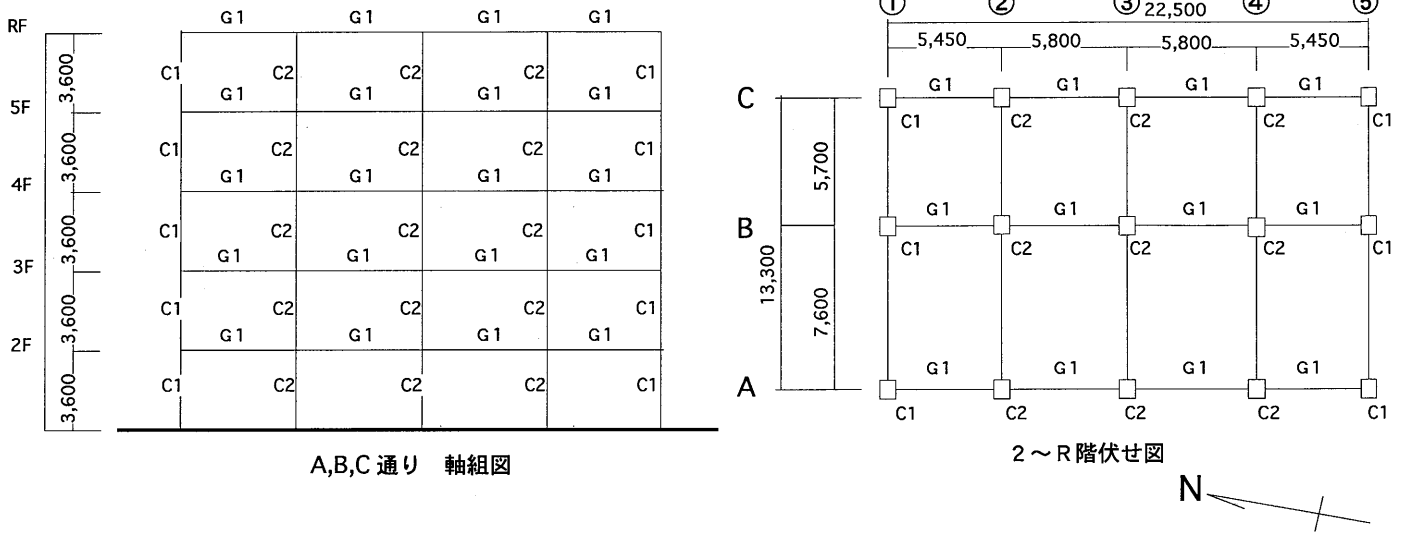 G1 G1 G1 G1
RF
3,600
C1 C2 C2 C2 C1
G1 G1 G1 G1
5F
3,600
C1 C2 C2 C2 C1
G1 G1 G1 G1
4F
3,600
C1 C2 C2 C2 C1
G1 G1 G1 G1
3F
3,600
C1 C2 C2 C2 C1
G1 G1 G1 G1
2F
3,600
C1 C2 C2 C2 C1
A,B,C 通り 軸組図
① ② ③ ④ ⑤
22,500
5,450 5,800 5,800 5,450
G1 G1 G1 G1
C
C1 C2 C2 C2 C1
5,700
G1 G1 G1 G1
B
C1 C2 C2 C2 C1
13,300
7,600
G1 G1 G1 G1
A
C1 C2 C2 C2 C1
2～R階伏せ図
N